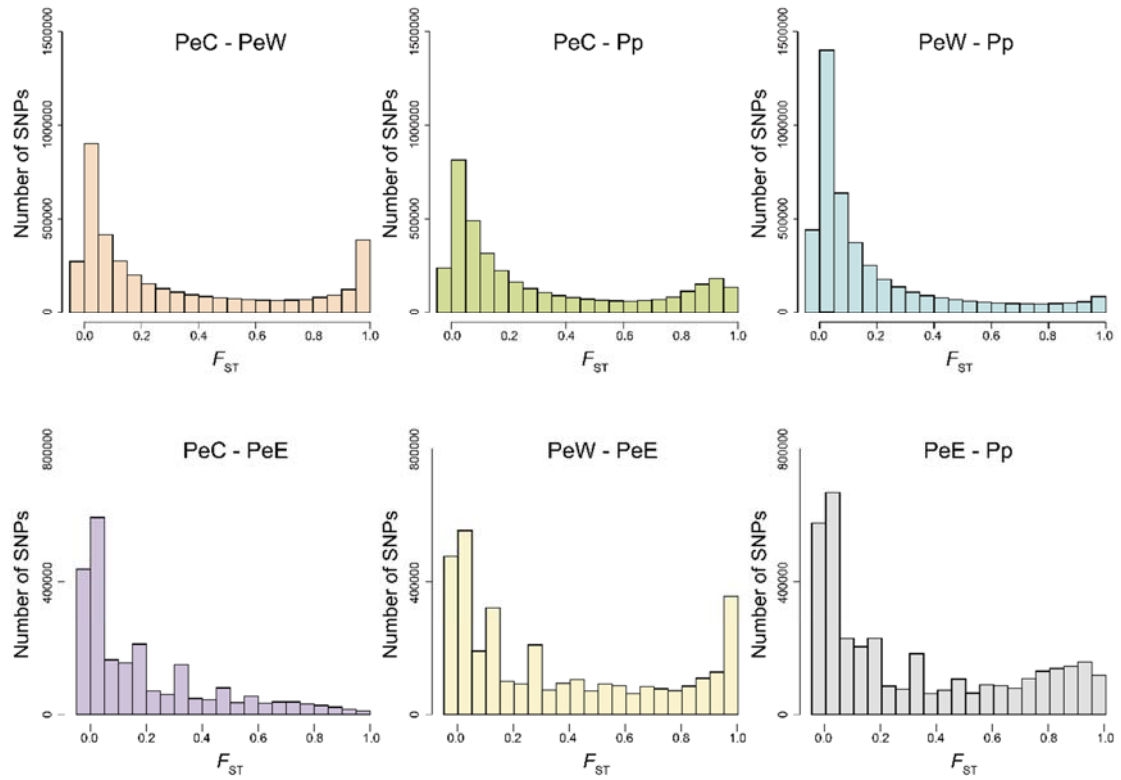 PeC - PeW
Number of SNPs
0 500000 1000000 1500000
0.0 0.2 0.4 0.6 0.8 1.0
FST
PeC - Pp
Number of SNPs
0 500000 1000000 1500000
0.0 0.2 0.4 0.6 0.8 1.0
FST
PeW - Pp
Number of SNPs
0 500000 1000000 1500000
0.0 0.2 0.4 0.6 0.8 1.0
FST
PeC - PeE
Number of SNPs
0 400000 800000
0.0 0.2 0.4 0.6 0.8 1.0
FST
PeW - PeE
Number of SNPs
0 400000 800000
0.0 0.2 0.4 0.6 0.8 1.0
FST
PeE - Pp
Number of SNPs
0 400000 800000
0.0 0.2 0.4 0.6 0.8 1.0
FST